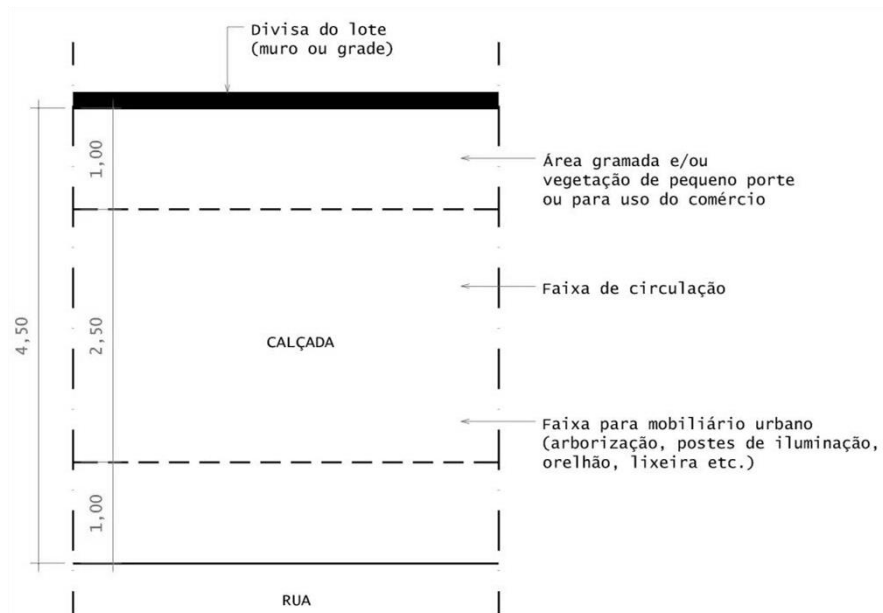 Divisa do lote
(muro ou grade)
1,00
Área gramada e/ou
vegetação de pequeno porte
ou para uso do comércio
Faixa de circulação
4,50
2,50
CALÇADA
Faixa para mobiliário urbano
(arborização, postes de iluminação,
orelhão, lixeira etc.)
1,00
RUA